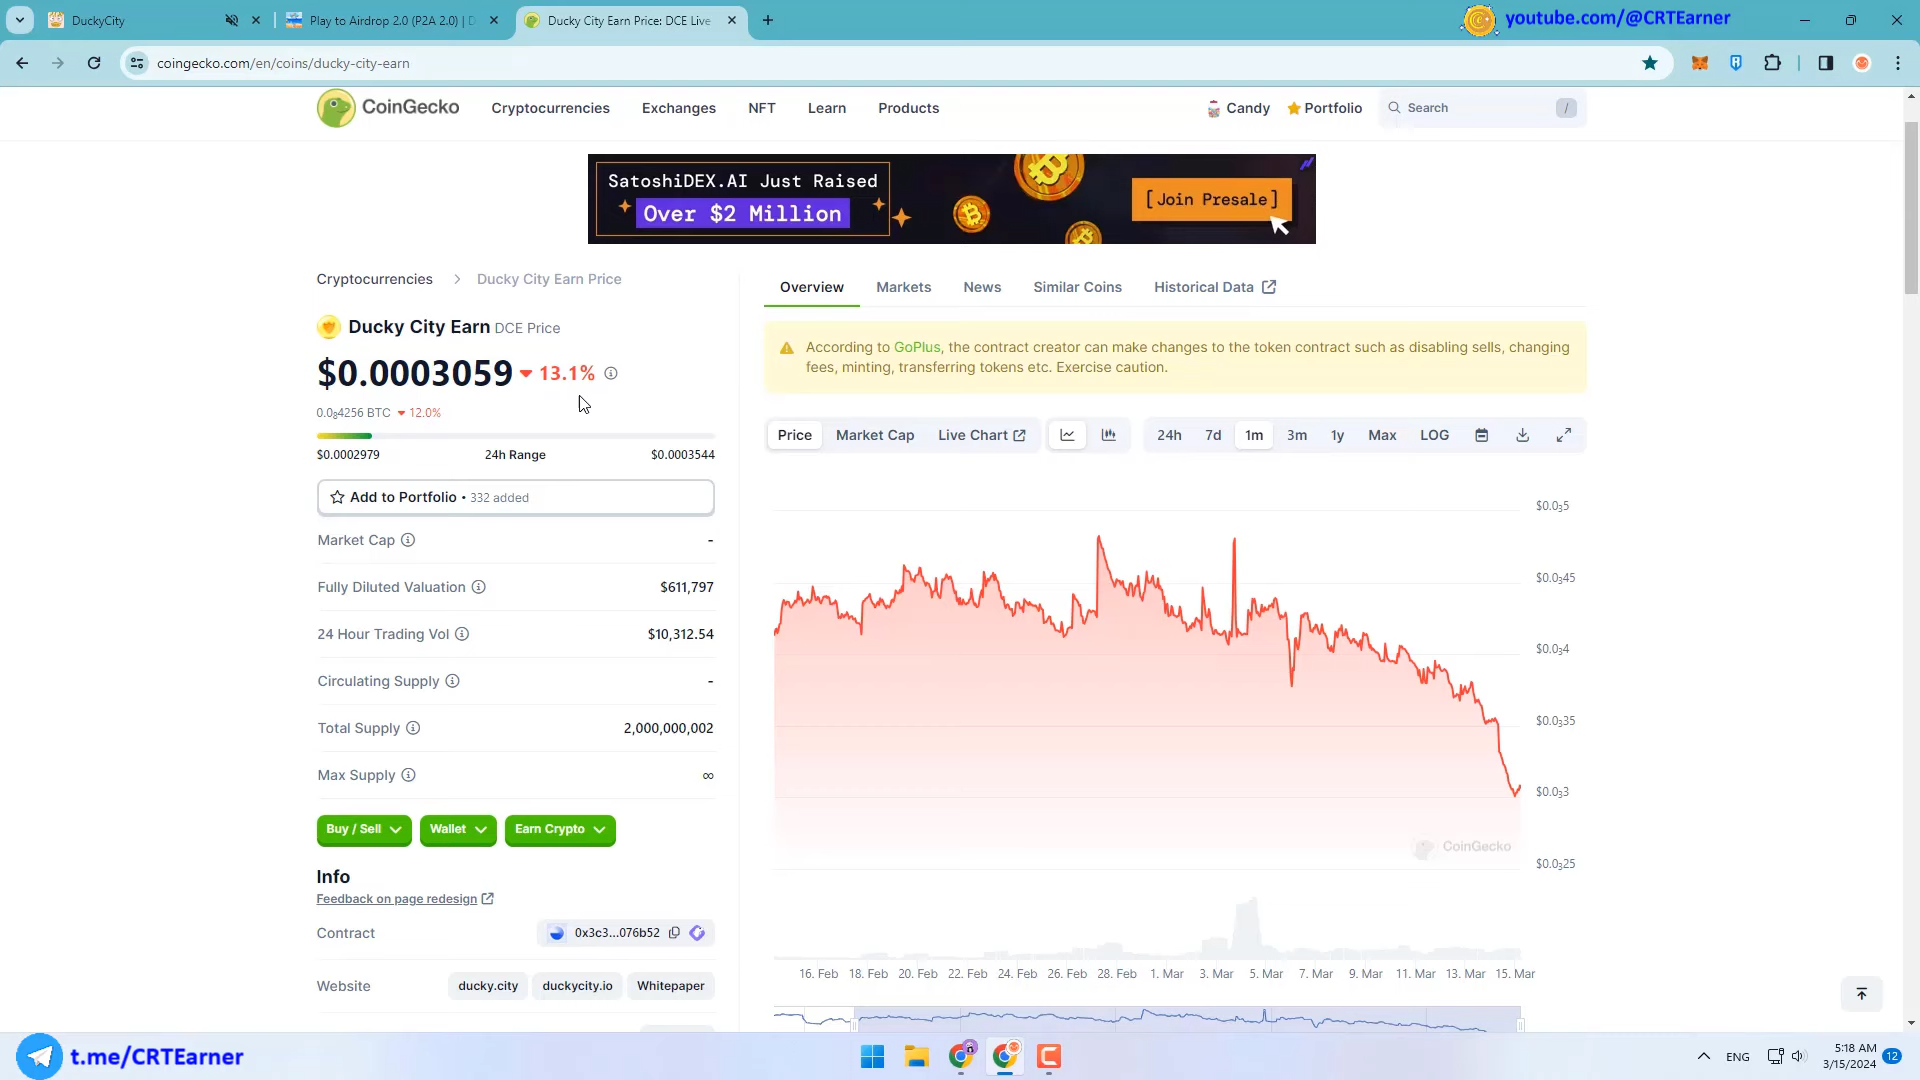 DuckyCity
Play to Airdrop 2.0 (P2A 2.0) | D
Ducky City Earn Price: DCE Live
youtube.com/@CRTEarner
coingecko.com/en/coins/ducky-city-earn
CoinGecko
Cryptocurrencies
Exchanges
NFT
Learn
Products
Candy
Portfolio
Search
/
SatoshiDEX.AI Just Raised
Over $2 Million
[Join Presale]
Cryptocurrencies
Ducky City Earn Price
Overview
Markets
News
Similar Coins
Historical Data
Ducky City Earn DCE Price
$0.0003059 13.1%
0.0₈4256 BTC 12.0%
$0.0002979
24h Range
$0.0003544
Add to Portfolio • 332 added
Market Cap
-
Fully Diluted Valuation
$611,797
24 Hour Trading Vol
$10,312.54
Circulating Supply
-
Total Supply
2,000,000,002
Max Supply
∞
Buy / Sell
Wallet
Earn Crypto
Info
Feedback on page redesign
Contract
0x3c3...076b52
Website
ducky.city
duckycity.io
Whitepaper
According to GoPlus, the contract creator can make changes to the token contract such as disabling sells, changing
fees, minting, transferring tokens etc. Exercise caution.
Price
Market Cap
Live Chart
24h
7d
1m
3m
1y
Max
LOG
$0.0₃5
$0.0₃45
$0.0₃4
$0.0₃35
$0.0₃3
$0.0₃25
CoinGecko
16. Feb
18. Feb
20. Feb
22. Feb
24. Feb
26. Feb
28. Feb
1. Mar
3. Mar
5. Mar
7. Mar
9. Mar
11. Mar
13. Mar
15. Mar
t.me/CRTEarner
ENG
5:18 AM
3/15/2024
12